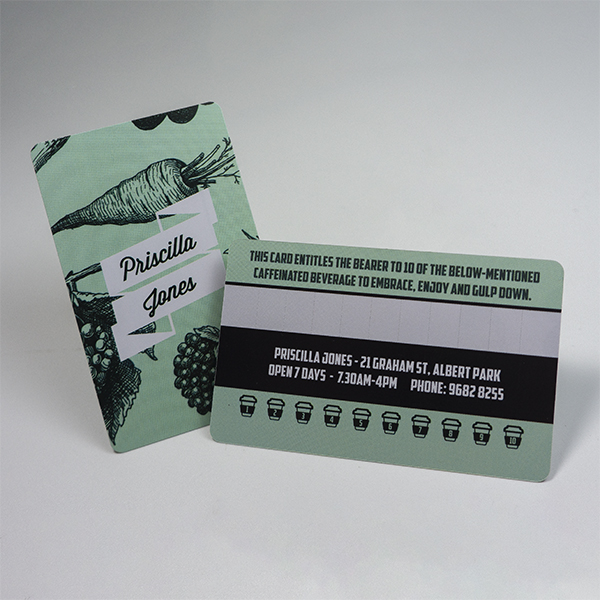 Priscilla
Jones
THIS CARD ENTITLES THE BEARER TO 10 OF THE BELOW-MENTIONED
CAFFEINATED BEVERAGE TO EMBRACE, ENJOY AND GULP DOWN.
PRISCILLA JONES - 21 GRAHAM ST, ALBERT PARK
OPEN 7 DAYS - 7.30AM-4PM PHONE: 9682 8255
1 2 3 4 5 6 7 8 9 10